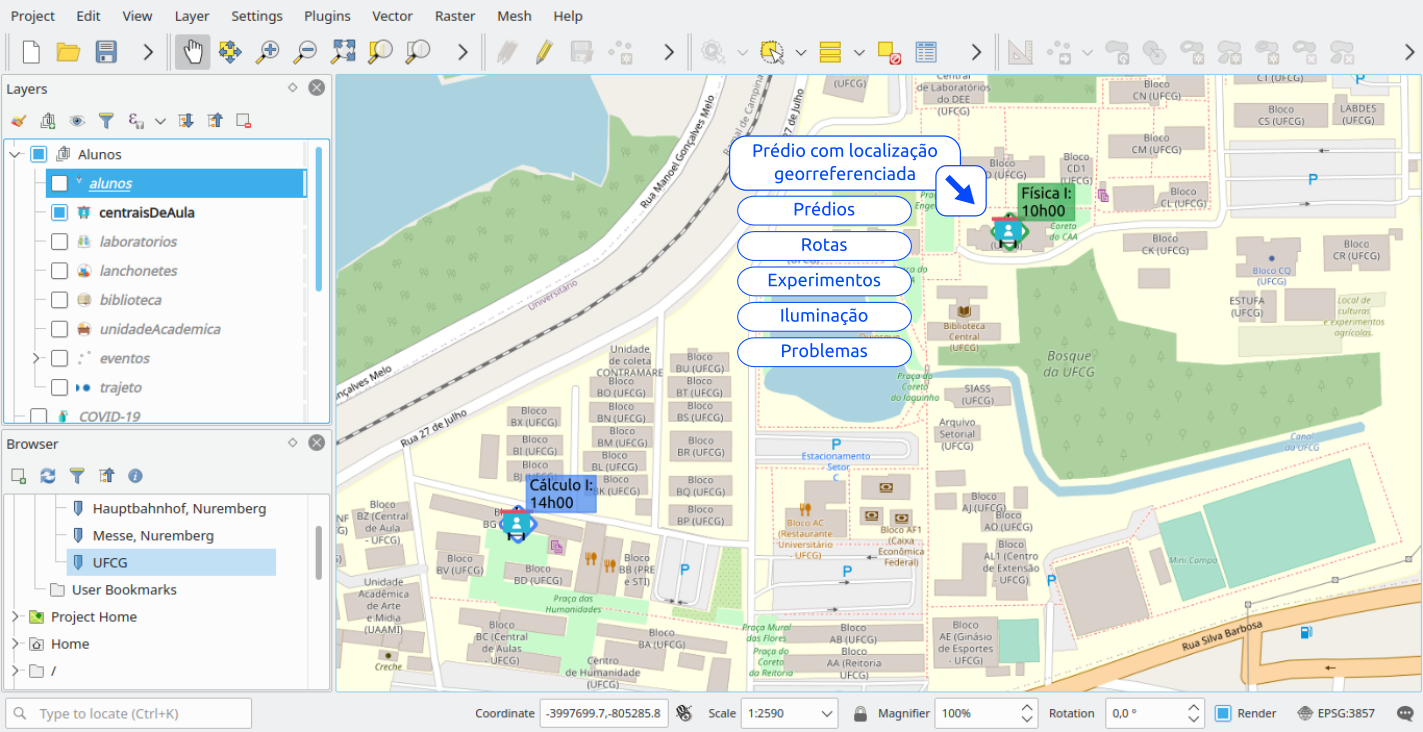 Project Edit View Layer Settings Plugins Vector Raster Mesh Help
Layers
Alunos
alunos
centraisDeAula
laboratorios
lanchonetes
biblioteca
unidadeAcademica
eventos
trajeto
COVID-19
Browser
Hauptbahnhof, Nuremberg
Messe, Nuremberg
UFCG
User Bookmarks
Project Home
Home
/
Prédio com localização
georreferenciada
Prédios
Rotas
Experimentos
Iluminação
Problemas
Física I:
10h00
Cálculo I:
14h00
Rua Manoel Gonçalves Melo
27 de Julho
Universitário
nçalves Melo
Rua 27 de Julho
(UFCG)
Central
de Laboratórios
do DEE
(UFCG)
Bloco
CN (UFCG)
CT (UFCG)
P
Bloco
CS (UFCG)
LABDES
(UFCG)
Bloco
CM (UFCG)
Bloco
CD1
(UFCG)
Bloco
CL (UFCG)
P
Coreto
do CAA
Bloco
CK (UFCG)
Bloco CQ
(UFCG)
Bloco
CR (UFCG)
ESTUFA
(UFCG)
Local de
culturas
e experimentos
agrícolas.
Biblioteca
Central
(UFCG)
Bosque
da UFCG
Praça do
Coreto
do laguinho
SIASS
(UFCG)
Arquivo
Setorial
(UFCG)
Canal
da UFCG
Unidade
de coleta
CONTRAMARE
Bloco
BU (UFCG)
Bloco
BO (UFCG)
Bloco
BT (UFCG)
Bloco
BX (UFCG)
Bloco
BN (UFCG)
Bloco
BS (UFCG)
Bloco
BI (UFCG)
Bloco
BM (UFCG)
Bloco
BR (UFCG)
Bloco
BL (UFCG)
Bloco
BQ (UFCG)
BK (UFCG)
Bloco
BP (UFCG)
P
Estacionamento
- Setor
C
Bloco AC
(Restaurante
Universitário
- UFCG)
Bloco AF1
(Caixa
Econômica
Federal)
Bloco
AJ (UFCG)
Bloco
AO (UFCG)
Bloco
AL1 (Centro
de Extensão
- UFCG)
P
Mini Campo
Bloco
BZ (Central
de Aula
- UFCG)
Bloco
BV (UFCG)
Bloco
BD (UFCG)
Bloco
BB (PRE
e STI)
P
P
Unidade
Acadêmica
de Arte
e Midia
(UAAMI)
Praça das
Humanidades
Creche
Bloco
BC (Central
de Aulas
- UFCG)
Bloco
BA (UFCG)
Centro
de Humanidade
(UFCG)
Praça Mural
das Flores
Praça do
Coreto
da Reitoria
Bloco
AB (UFCG)
Bloco
AA (Reitoria
UFCG)
Bloco
AE (Ginásio
de Esportes
- UFCG)
Rua Silva Barbosa
Type to locate (Ctrl+K) Coordinate -3997699.7,-805285.8 Scale 1:2590 Magnifier 100% Rotation 0,0 ° Render EPSG:3857